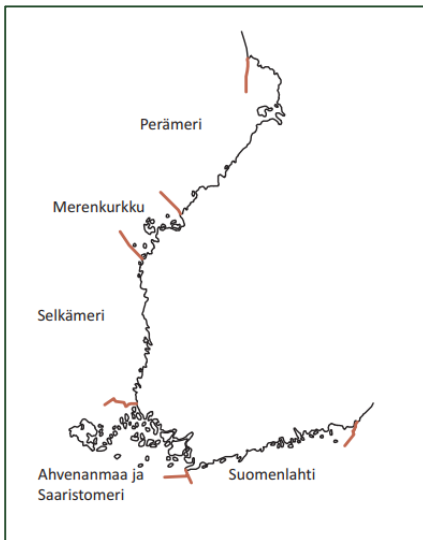 Perämeri
Merenkurkku
Selkämeri
Ahvenanmaa ja
Saaristomeri
Suomenlahti